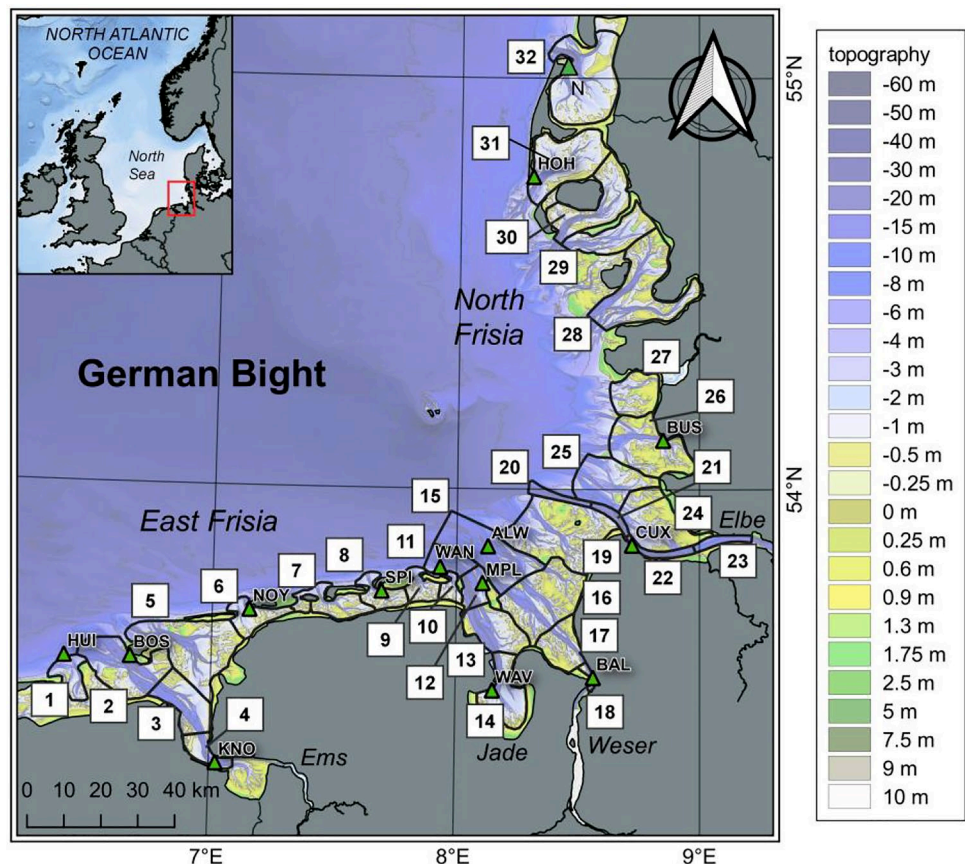 NORTH ATLANTIC
OCEAN
North
Sea
32
N
55°N
31
HOH
30
29
North
Frisia
28
German Bight
27
26
BUS
25
20
21
54°N
15
24
East Frisia
ALW
Elbe
11
WAN
CUX
8
19
7
MPL
22
23
6
SPI
5
NOY
16
9
10
17
HUI
BOS
13
12
BAL
1
2
WAV
3
4
14
18
Jade
Weser
KNO
Ems
0 10 20 30 40 km
7°E 8°E 9°E
topography
-60 m
-50 m
-40 m
-30 m
-20 m
-15 m
-10 m
-8 m
-6 m
-4 m
-3 m
-2 m
-1 m
-0.5 m
-0.25 m
0 m
0.25 m
0.6 m
0.9 m
1.3 m
1.75 m
2.5 m
5 m
7.5 m
9 m
10 m